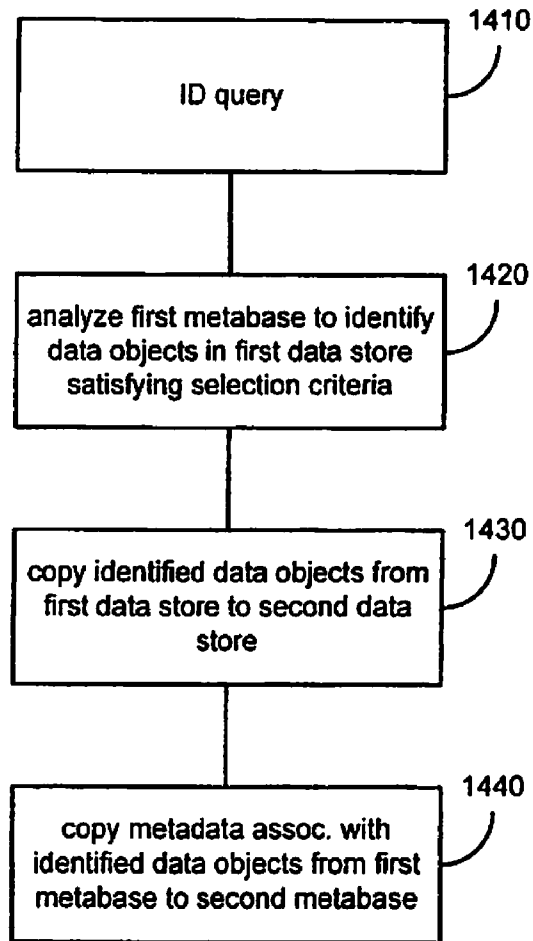 1410
ID query
1420
analyze first metabase to identify
data objects in first data store
satisfying selection criteria
1430
copy identified data objects from
first data store to second data
store
1440
copy metadata assoc. with
identified data objects from first
metabase to second metabase